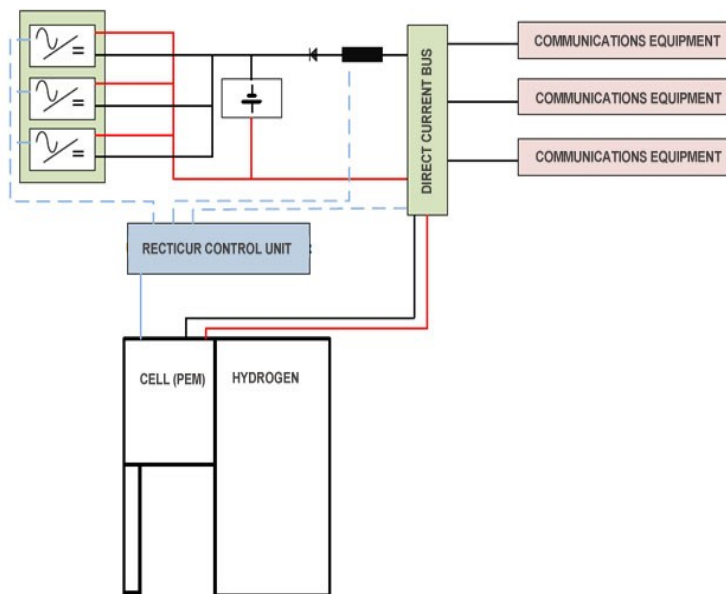 COMMUNICATIONS EQUIPMENT
COMMUNICATIONS EQUIPMENT
COMMUNICATIONS EQUIPMENT
DIRECT CURRENT BUS
RECTICUR CONTROL UNIT
CELL (PEM)
HYDROGEN